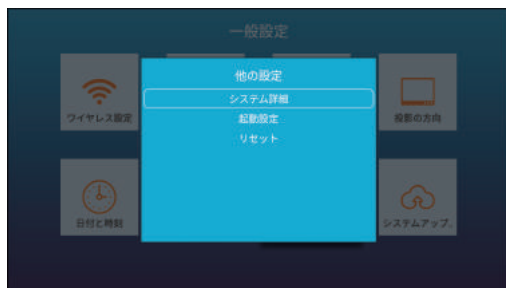 一般設定
他の設定
システム詳細
起動設定
リセット
ワイヤレス設定
投影の方向
日付と時刻
システムアップ.